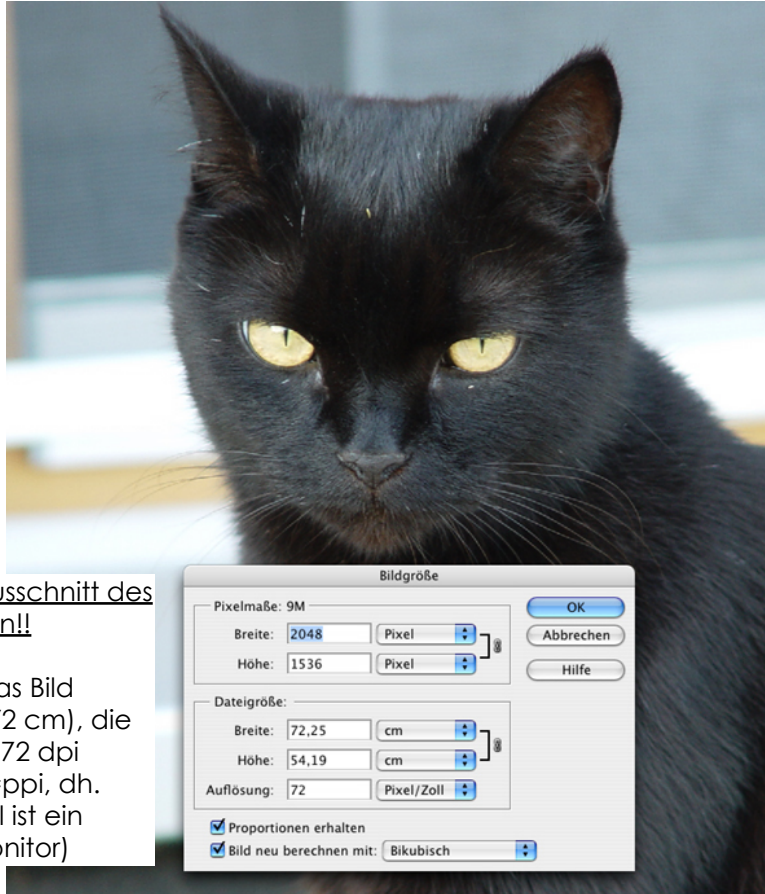 usschnitt des
n!!
as Bild
72 cm), die
72 dpi
ppi, dh.
l ist ein
nitor)
Bildgröße
Pixelmaße: 9M
Breite: 2048 Pixel
Höhe: 1536 Pixel
OK
Abbrechen
Hilfe
Dateigröße:
Breite: 72,25 cm
Höhe: 54,19 cm
Auflösung: 72 Pixel/Zoll
Proportionen erhalten
Bild neu berechnen mit: Bikubisch